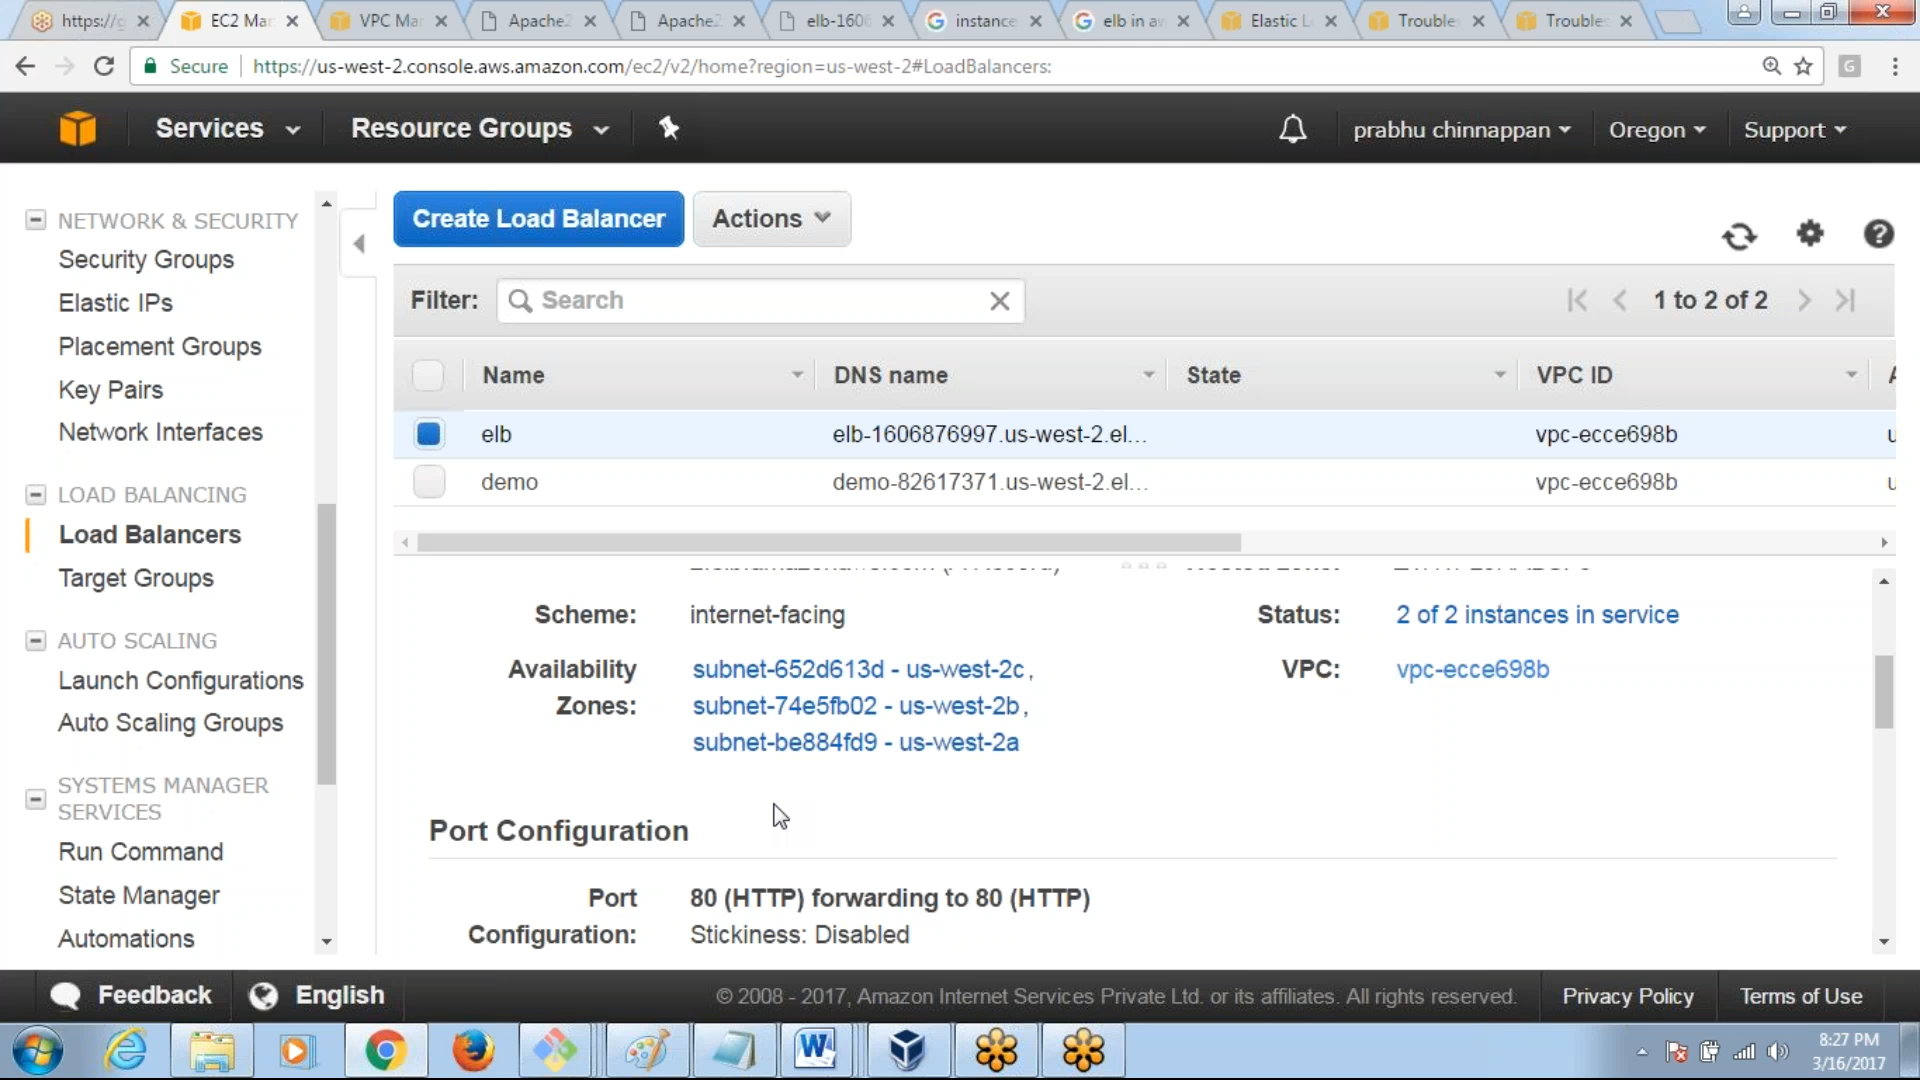 https://g
EC2 Mar
VPC Mar
Apache2
Apache2
elb-1606
instance
elb in aw
Elastic L
Trouble
Trouble
Secure https://us-west-2.console.aws.amazon.com/ec2/v2/home?region=us-west-2#LoadBalancers:
Services Resource Groups prabhu chinnappan Oregon Support
NETWORK & SECURITY
Security Groups
Elastic IPs
Placement Groups
Key Pairs
Network Interfaces
LOAD BALANCING
Load Balancers
Target Groups
AUTO SCALING
Launch Configurations
Auto Scaling Groups
SYSTEMS MANAGER
SERVICES
Run Command
State Manager
Automations
Create Load Balancer Actions
Filter: Search 1 to 2 of 2
Name DNS name State VPC ID
elb elb-1606876997.us-west-2.el... vpc-ecce698b
demo demo-82617371.us-west-2.el... vpc-ecce698b
Scheme: internet-facing Status: 2 of 2 instances in service
Availability subnet-652d613d - us-west-2c, VPC: vpc-ecce698b
Zones: subnet-74e5fb02 - us-west-2b,
subnet-be884fd9 - us-west-2a
Port Configuration
Port 80 (HTTP) forwarding to 80 (HTTP)
Configuration: Stickiness: Disabled
Feedback English © 2008 - 2017, Amazon Internet Services Private Ltd. or its affiliates. All rights reserved. Privacy Policy Terms of Use
8:27 PM
3/16/2017